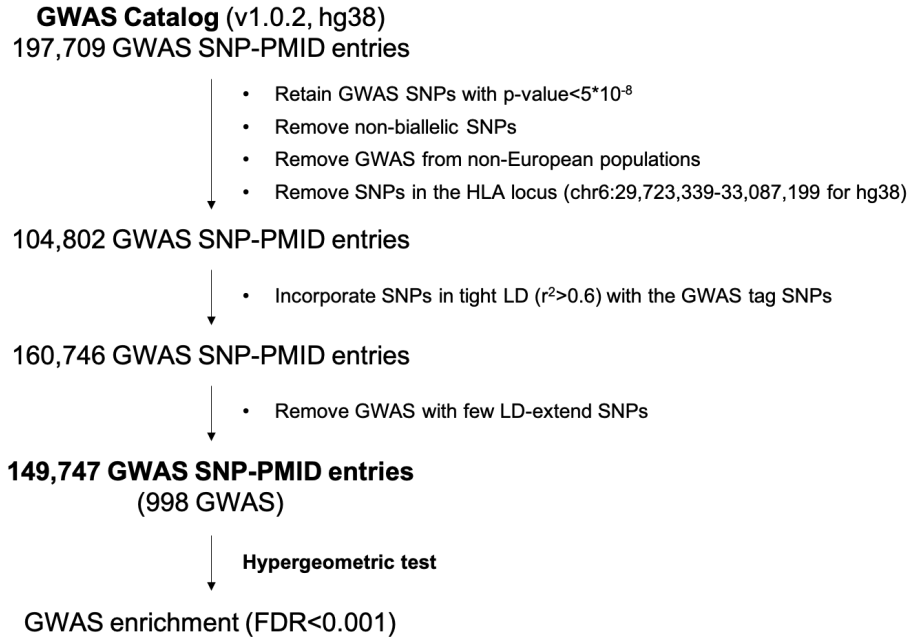 GWAS Catalog (v1.0.2, hg38)
197,709 GWAS SNP-PMID entries
• Retain GWAS SNPs with p-value<5*10-8
• Remove non-biallelic SNPs
• Remove GWAS from non-European populations
• Remove SNPs in the HLA locus (chr6:29,723,339-33,087,199 for hg38)
104,802 GWAS SNP-PMID entries
• Incorporate SNPs in tight LD (r2>0.6) with the GWAS tag SNPs
160,746 GWAS SNP-PMID entries
• Remove GWAS with few LD-extend SNPs
149,747 GWAS SNP-PMID entries
(998 GWAS)
Hypergeometric test
GWAS enrichment (FDR<0.001)